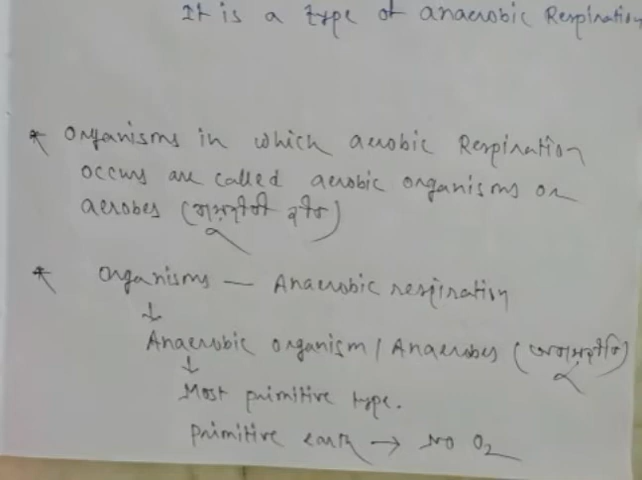 It is a type of anaerobic Respiration
* Organisms in which aerobic Respiration
occurs are called aerobic organisms or
aerobes (
* Organisms — Anaerobic respiration
↓
Anaerobic organism / Anaerobes (
↓
Most primitive type.
Primitive earth → NO O2